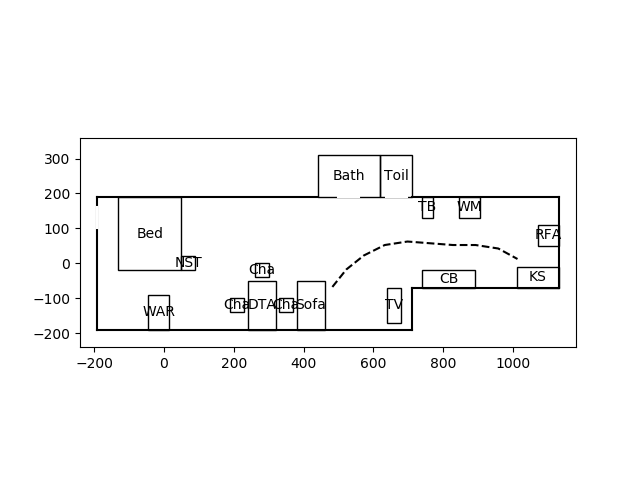 300
200
100
0
−100
−200
Bath
Toil
TB
WM
Bed
RFA
NST
Cha
CB
KS
WAR
Cha
DTA
Cha
Sofa
TV
−200
0
200
400
600
800
1000